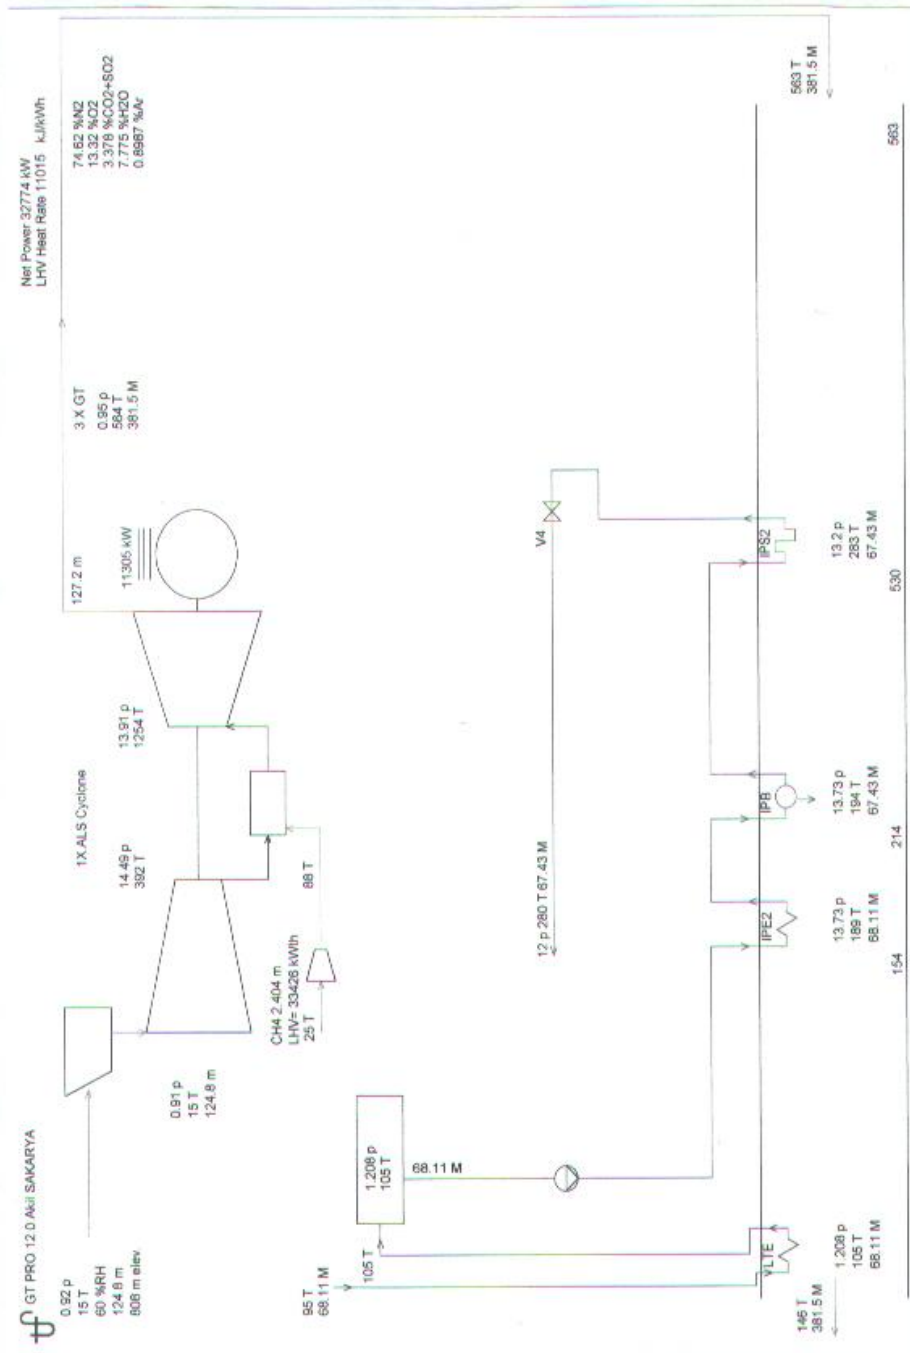 GT PRO 12.0 Akil SAKARYA
Net Power 32774 kW
LHV Heat Rate 11015 kJ/kWh
0.92 p
15 T
60 %RH
124.8 m
808 m elev.
0.91 p
15 T
124.8 m
1X ALS Cyclone
14.49 p
392 T
13.91 p
1254 T
127.2 m
11305 kW
3 X GT
0.95 p
564 T
381.5 M
74.62 %N2
13.32 %O2
3.378 %CO2+SO2
7.775 %H2O
0.8987 %Ar
CH4 2.404 m
LHV= 33426 kWth
25 T
88 T
95 T
68.11 M
105 T
1.208 p
105 T
68.11 M
12 p 280 T 67.43 M
V4
563 T
381.5 M
VLTE
IPE2
IPB
IPS2
146 T
381.5 M
1.208 p
105 T
68.11 M
13.73 p
189 T
68.11 M
13.73 p
194 T
67.43 M
13.2 p
283 T
67.43 M
154
214
530
563